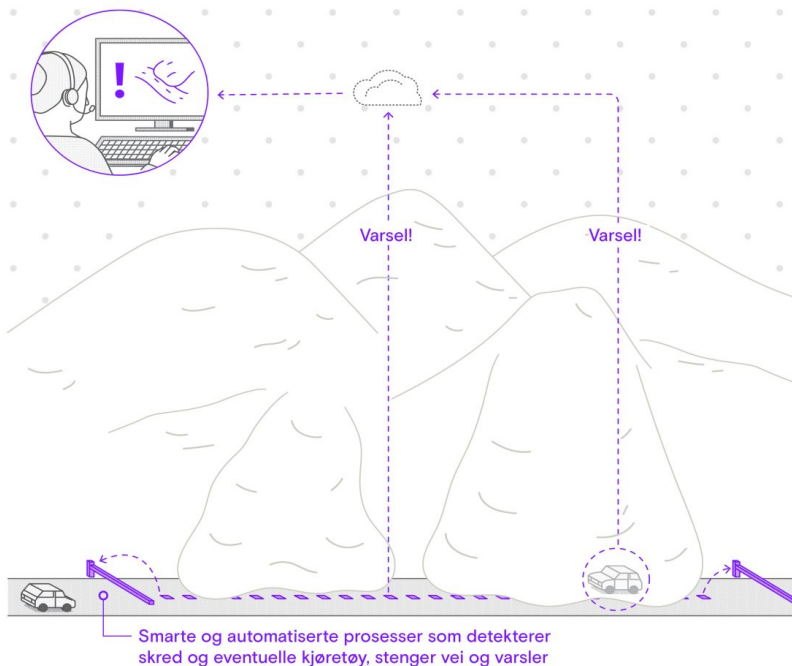 !
Varsel!
Varsel!
Smarte og automatiserte prosesser som detekterer
skred og eventuelle kjøretøy, stenger vei og varsler